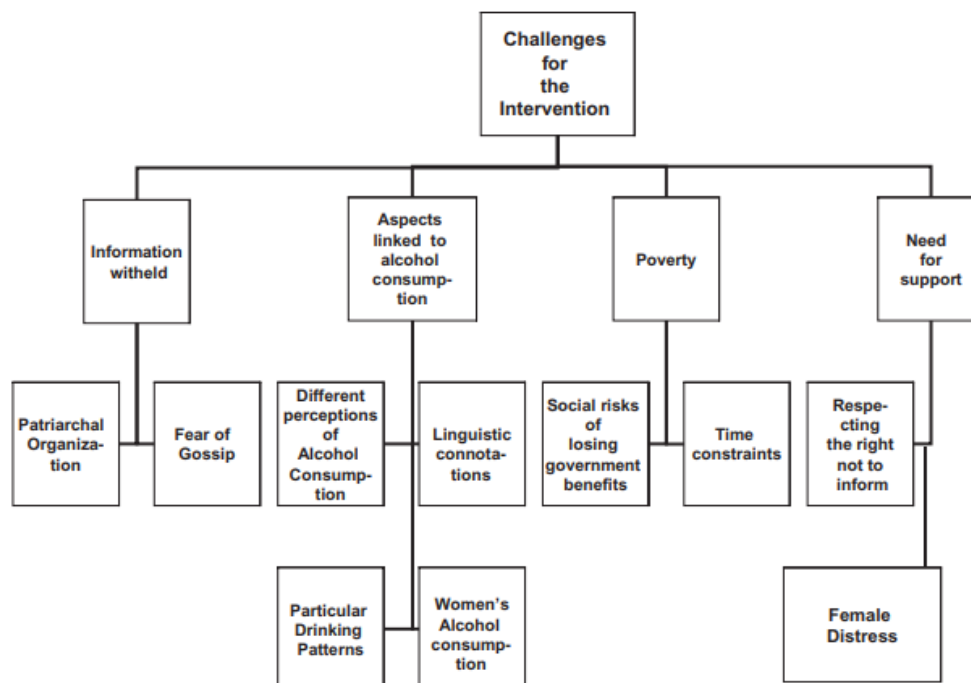 Challenges
for
the
Intervention
Information
witheld
Aspects
linked to
alcohol
consump-
tion
Poverty
Need
for
support
Patriarchal
Organiza-
tion
Fear of
Gossip
Different
perceptions
of
Alcohol
Consump-
tion
Linguistic
connota-
tions
Social risks
of
losing
government
benefits
Time
constraints
Respe-
cting
the right
not to
inform
Particular
Drinking
Patterns
Women's
Alcohol
consump-
tion
Female
Distress